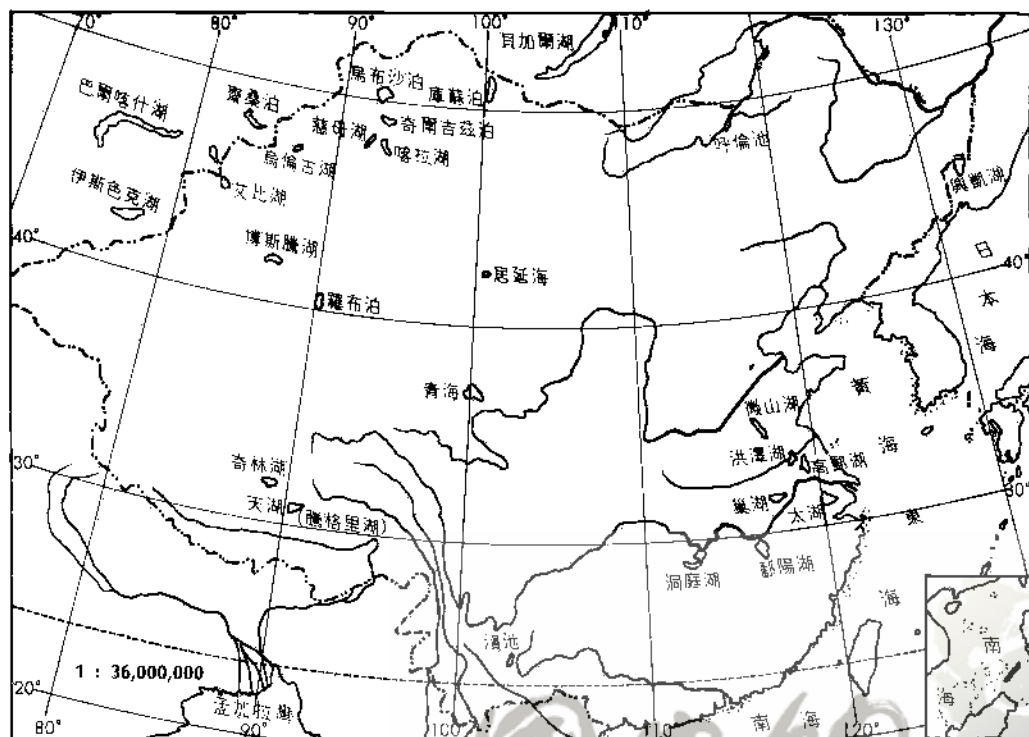 70°
80°
90°
100°
110°
120°
130°
貝加爾湖
烏布沙泊
庫蘇泊
巴爾喀什湖
齋桑泊
慈母湖
奇爾吉茲泊
烏倫古湖
喀拉湖
呼倫池
興凱湖
伊斯色克湖
艾比湖
40°
博斯騰湖
居延海
日本海
40°
羅布泊
青海
微山湖
黃海
30°
奇林湖
洪澤湖
高郵湖
30°
天湖(騰格里湖)
巢湖
太湖
東海
洞庭湖
鄱陽湖
滇池
1 : 36,000,000
南海
20°
孟加拉灣
南海
80°
90°
100°
110°
120°